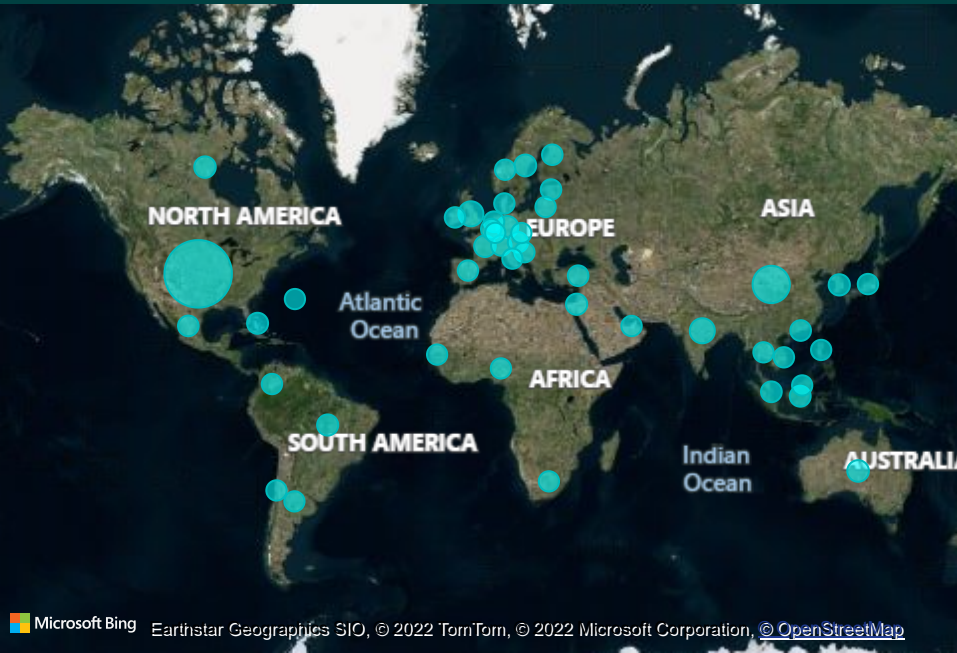 NORTH AMERICA
EUROPE
ASIA
Atlantic
Ocean
AFRICA
SOUTH AMERICA
Indian
Ocean
AUSTRALIA
Microsoft Bing
Earthstar Geographics SIO, © 2022 TomTom, © 2022 Microsoft Corporation, © OpenStreetMap